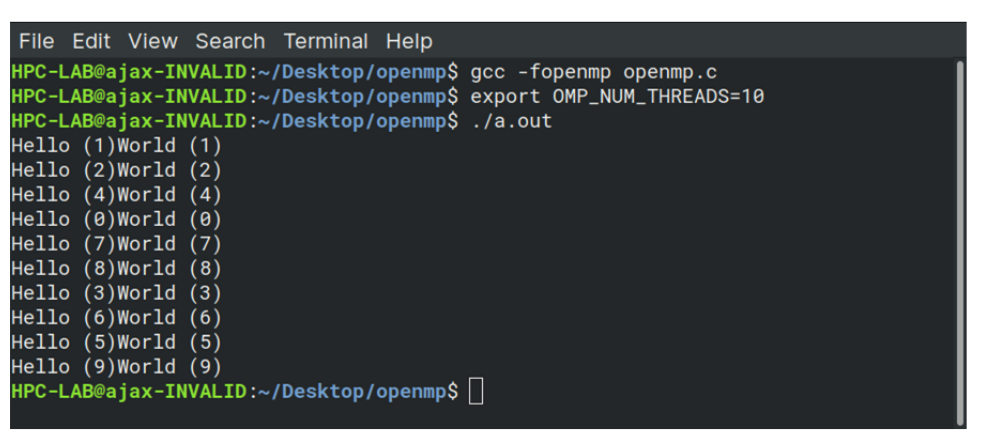 File Edit View Search Terminal Help
HPC-LAB@ajax-INVALID:~/Desktop/openmp$ gcc -fopenmp openmp.c
HPC-LAB@ajax-INVALID:~/Desktop/openmp$ export OMP_NUM_THREADS=10
HPC-LAB@ajax-INVALID:~/Desktop/openmp$ ./a.out
Hello (1)World (1)
Hello (2)World (2)
Hello (4)World (4)
Hello (0)World (0)
Hello (7)World (7)
Hello (8)World (8)
Hello (3)World (3)
Hello (6)World (6)
Hello (5)World (5)
Hello (9)World (9)
HPC-LAB@ajax-INVALID:~/Desktop/openmp$